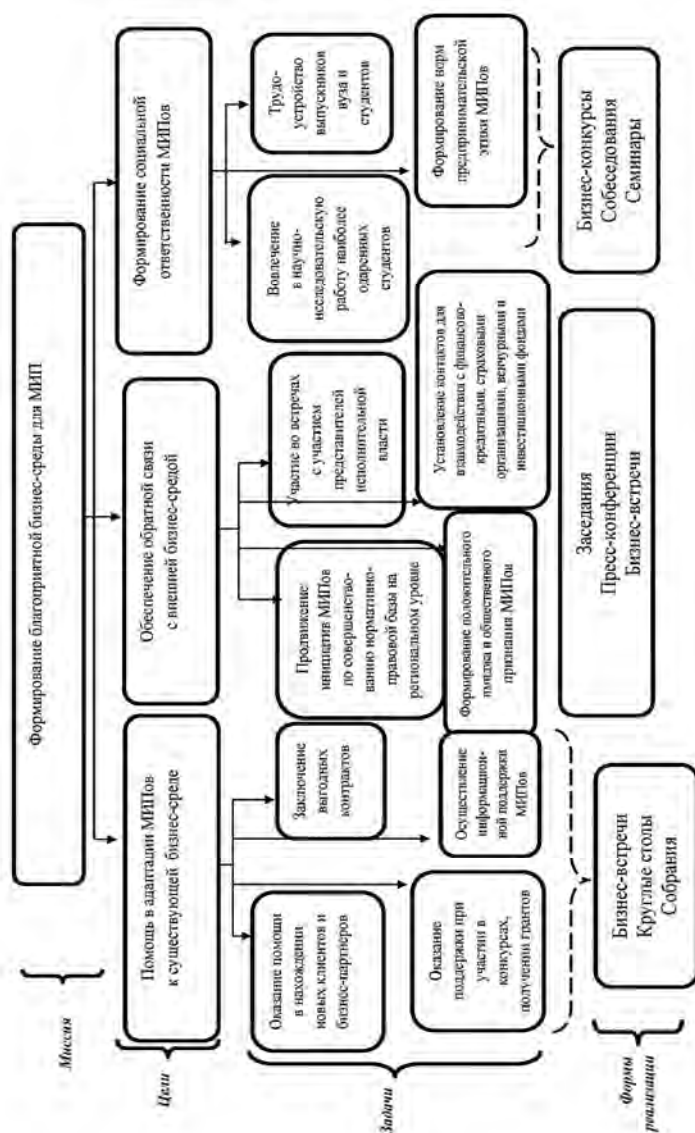 Миссия
Формирование благоприятной бизнес-среды для МИП
Цели
Помощь в адаптации МИПов
к существующей бизнес-среде
Обеспечение обратной связи
с внешней бизнес-средой
Формирование социальной
ответственности МИПов
Задачи
Оказание помощи
в нахождении
новых клиентов и
бизнес-партнеров
Заключение
выгодных
контрактов
Продвижение
инициатив МИПов
по совершенство-
ванию нормативно-
правовой базы на
региональном уровне
Участие во встречах
с участием
представителей
исполнительной
власти
Вовлечение
в научно-
исследовательскую
работу наиболее
одаренных
студентов
Трудо-
устройство
выпускников
вуза и
студентов
Оказание
поддержки при
участии в
конкурсах,
получении грантов
Осуществление
информацион-
ной поддержки
МИПов
Формирование положительного
имиджа и общественного
признания МИПов
Установление контактов для
взаимодействия с финансово-
кредитными, страховыми
организациями, венчурными и
инвестиционными фондами
Формирование норм
предпринимательской
этики МИПов
Формы
реализации
Бизнес-встречи
Круглые столы
Собрания
Заседания
Пресс-конференции
Бизнес-встречи
Бизнес-конкурсы
Собеседования
Семинары